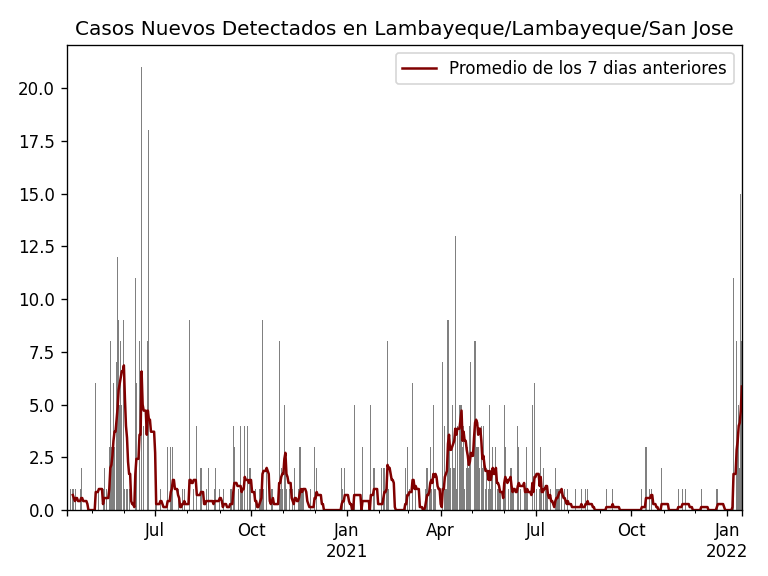 Casos Nuevos Detectados en Lambayeque/Lambayeque/San Jose
Promedio de los 7 dias anteriores
20.0
17.5
15.0
12.5
10.0
7.5
5.0
2.5
0.0
Jul
Oct
Jan
2021
Apr
Jul
Oct
Jan
2022